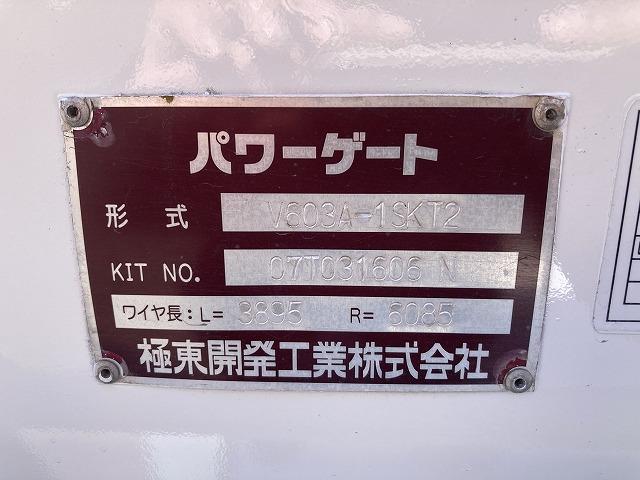 パワーゲート
形式 V603A-1SKT2
KIT NO. 07T031606 N
ワイヤ長:L= 3895 R= 6085
極東開発工業株式会社